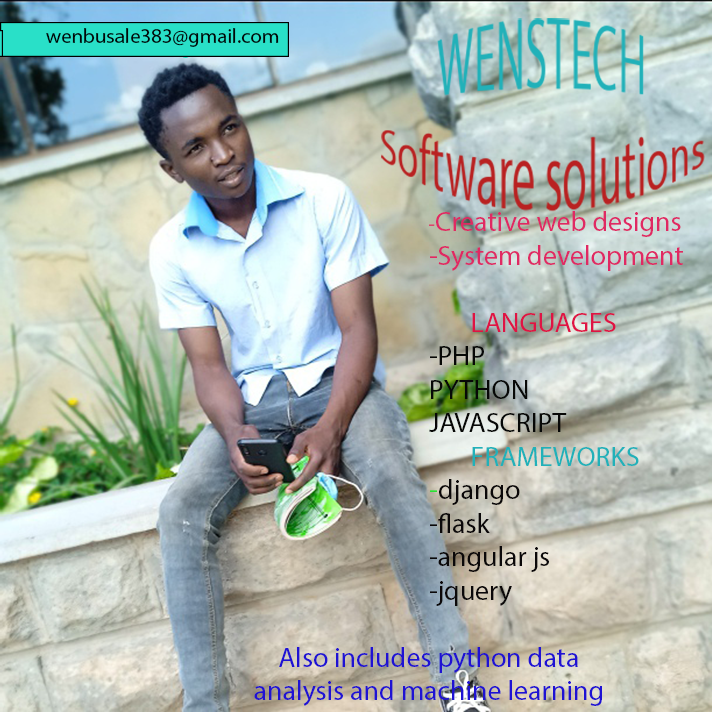 wenbusale383@gmail.com
WENSTECH
Software solutions
-Creative web designs
-System development
LANGUAGES
-PHP
PYTHON
JAVASCRIPT
FRAMEWORKS
-django
-flask
-angular js
-jquery
Also includes python data
analysis and machine learning